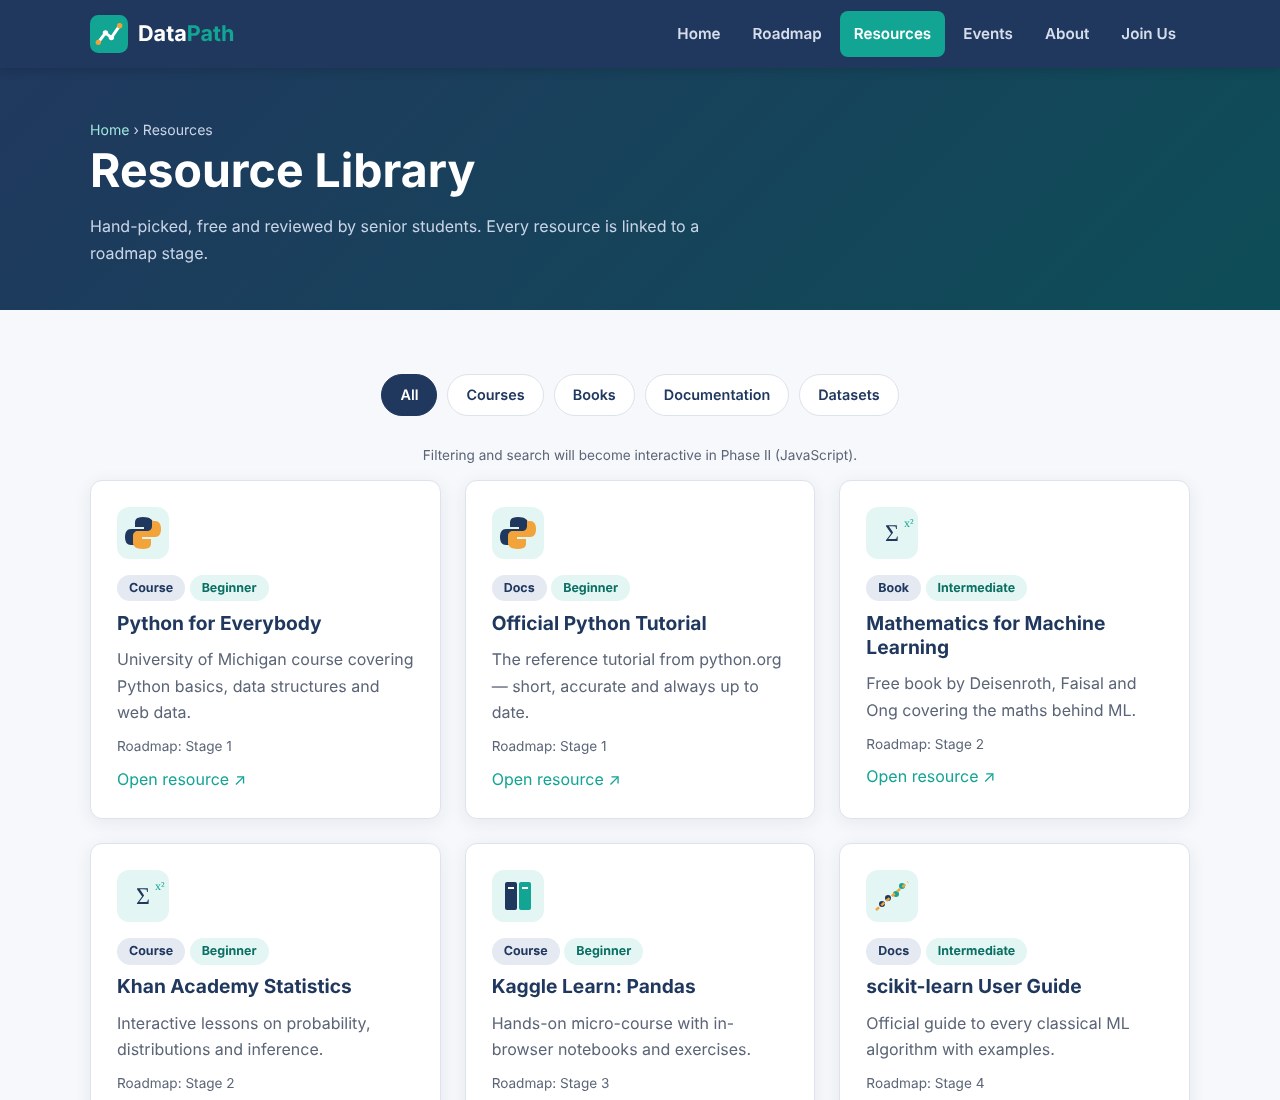 DataPath
Home Roadmap Resources Events About Join Us
Home › Resources
Resource Library
Hand-picked, free and reviewed by senior students. Every resource is linked to a
roadmap stage.
All Courses Books Documentation Datasets
Filtering and search will become interactive in Phase II (JavaScript).
Course Beginner
Python for Everybody
University of Michigan course covering
Python basics, data structures and
web data.
Roadmap: Stage 1
Open resource ↗
Docs Beginner
Official Python Tutorial
The reference tutorial from python.org
— short, accurate and always up to
date.
Roadmap: Stage 1
Open resource ↗
Σ x²
Book Intermediate
Mathematics for Machine
Learning
Free book by Deisenroth, Faisal and
Ong covering the maths behind ML.
Roadmap: Stage 2
Open resource ↗
Σ x²
Course Beginner
Khan Academy Statistics
Interactive lessons on probability,
distributions and inference.
Roadmap: Stage 2
Course Beginner
Kaggle Learn: Pandas
Hands-on micro-course with in-
browser notebooks and exercises.
Roadmap: Stage 3
Docs Intermediate
scikit-learn User Guide
Official guide to every classical ML
algorithm with examples.
Roadmap: Stage 4